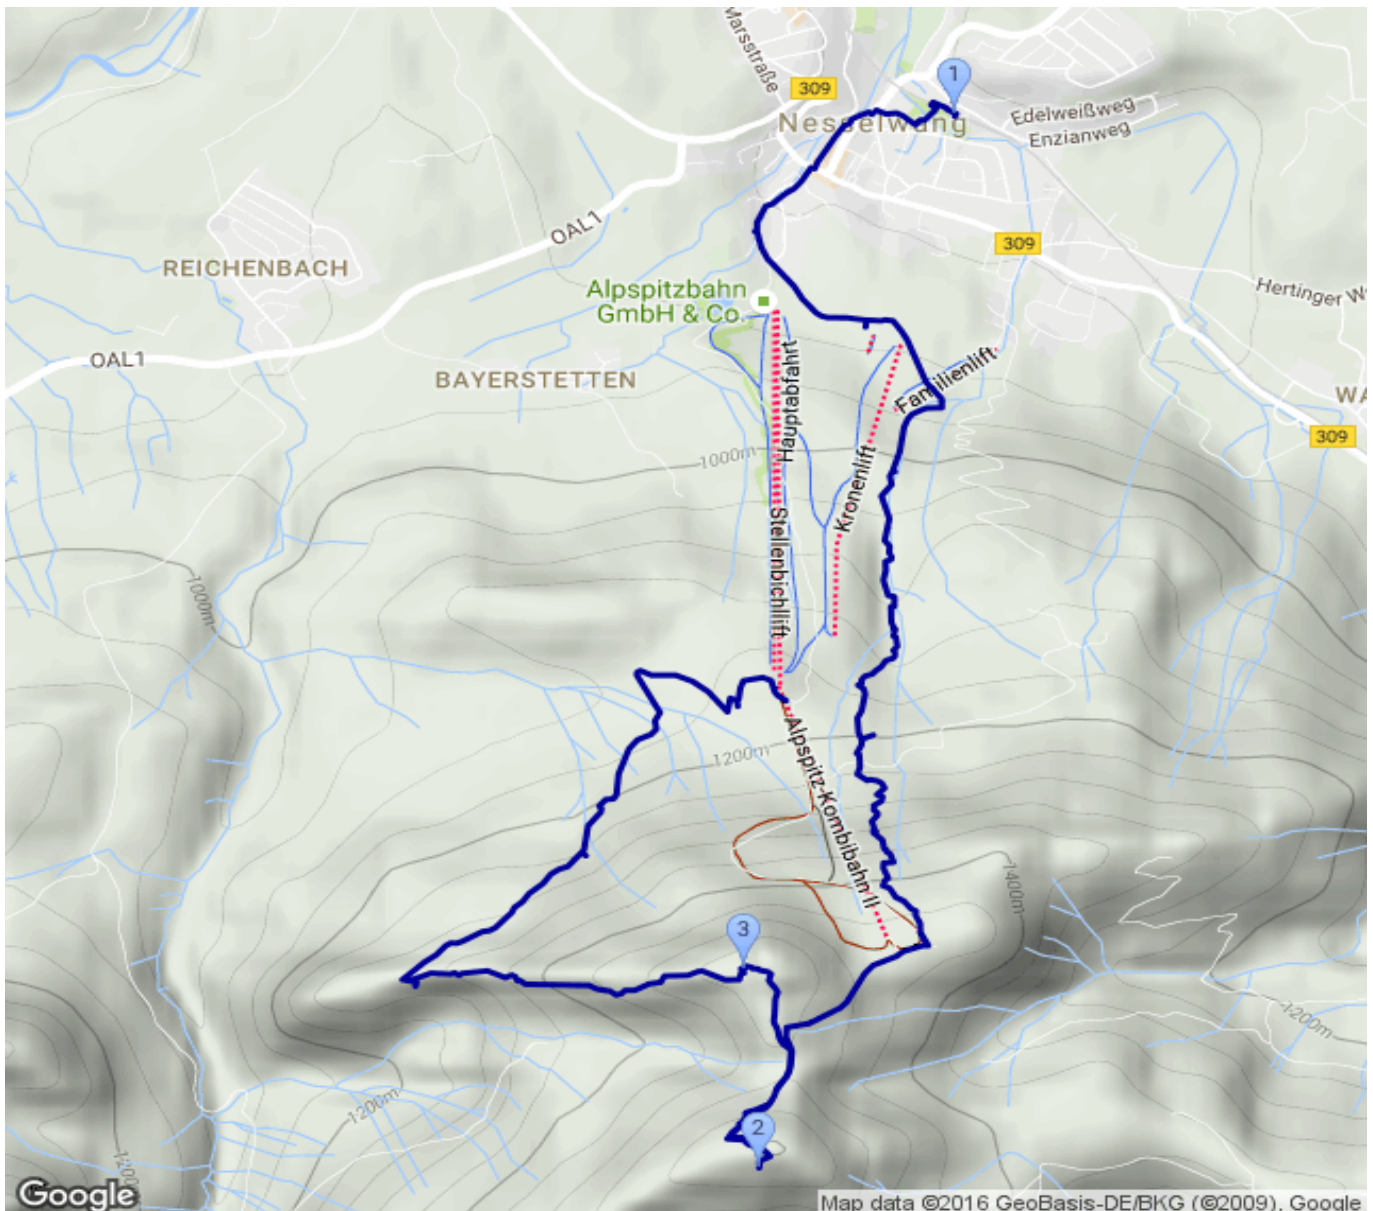 Marsstraße
1
309
Edelweißweg
Nesselwang
Enzianweg
OAL1
309
REICHENBACH
Alpspitzbahn
GmbH & Co.
Hertinger W
OAL1
Hauptabfahrt
Familienlift
BAYERSTETTEN
WA
309
1000m
Kronenlift
Stellenbichllift
1000m
1200m
Alpspitz-Kombibahn II
1400m
3
1200m
1200m
2
120
Google
Map data ©2016 GeoBasis-DE/BKG (©2009), Google